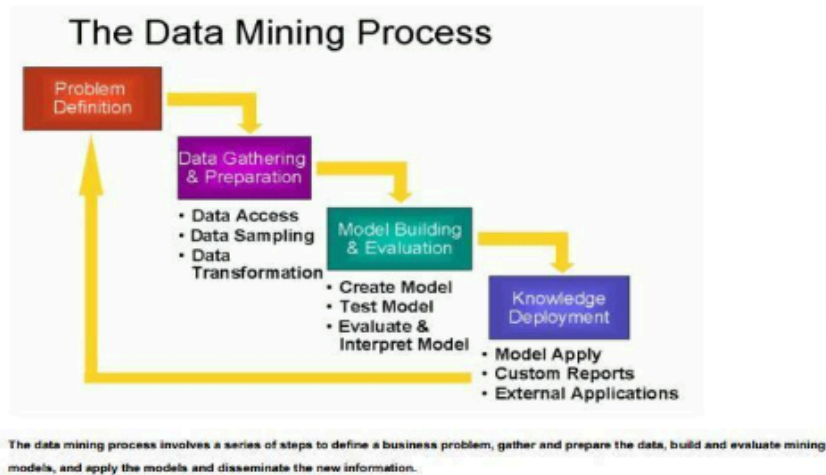 The Data Mining Process
Problem
Definition
Data Gathering
& Preparation
• Data Access
• Data Sampling
• Data
Transformation
Model Building
& Evaluation
• Create Model
• Test Model
• Evaluate &
Interpret Model
Knowledge
Deployment
• Model Apply
• Custom Reports
• External Applications
The data mining process involves a series of steps to define a business problem, gather and prepare the data, build and evaluate mining
models, and apply the models and disseminate the new information.